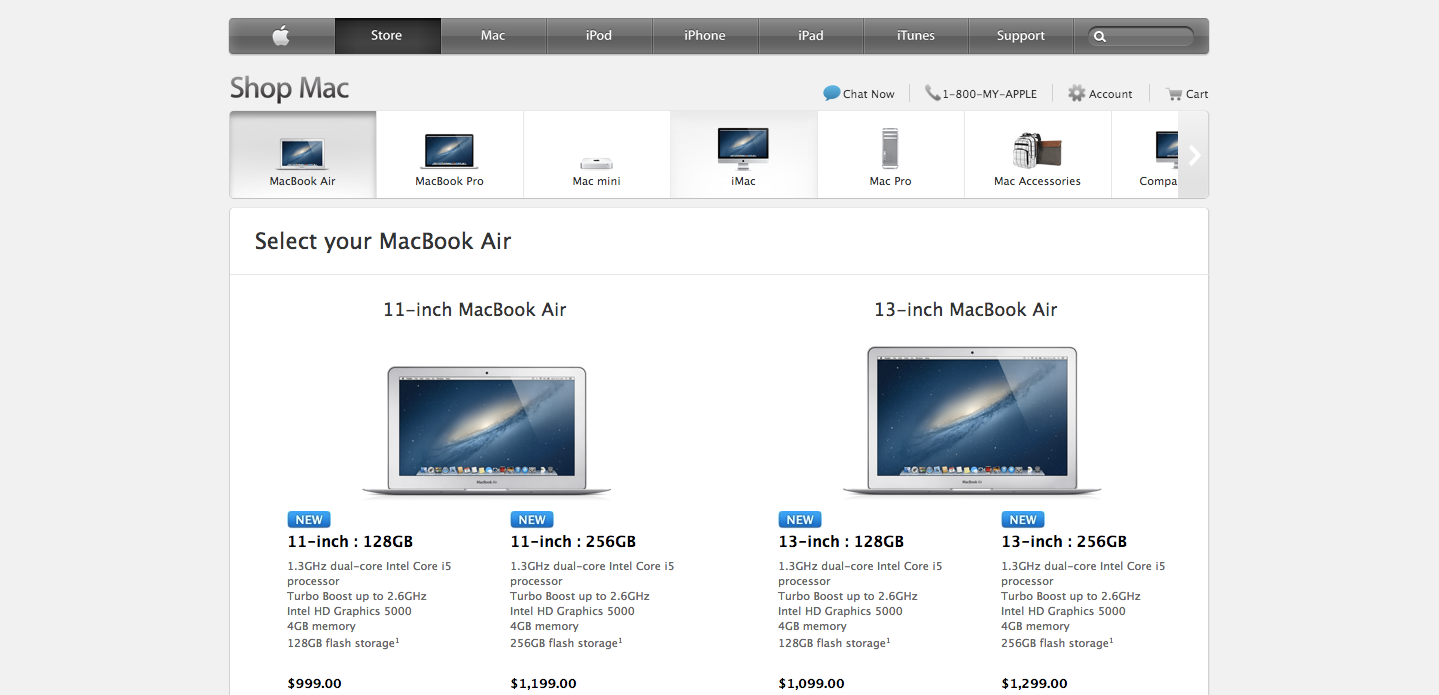 Store
Mac
iPod
iPhone
iPad
iTunes
Support
Shop Mac
Chat Now
1-800-MY-APPLE
Account
Cart
MacBook Air
MacBook Pro
Mac mini
iMac
Mac Pro
Mac Accessories
Compa
Select your MacBook Air
11-inch MacBook Air
13-inch MacBook Air
MacBook Air
MacBook Air
NEW
11-inch : 128GB
1.3GHz dual-core Intel Core i5
processor
Turbo Boost up to 2.6GHz
Intel HD Graphics 5000
4GB memory
128GB flash storage¹
$999.00
NEW
11-inch : 256GB
1.3GHz dual-core Intel Core i5
processor
Turbo Boost up to 2.6GHz
Intel HD Graphics 5000
4GB memory
256GB flash storage¹
$1,199.00
NEW
13-inch : 128GB
1.3GHz dual-core Intel Core i5
processor
Turbo Boost up to 2.6GHz
Intel HD Graphics 5000
4GB memory
128GB flash storage¹
$1,099.00
NEW
13-inch : 256GB
1.3GHz dual-core Intel Core i5
processor
Turbo Boost up to 2.6GHz
Intel HD Graphics 5000
4GB memory
256GB flash storage¹
$1,299.00